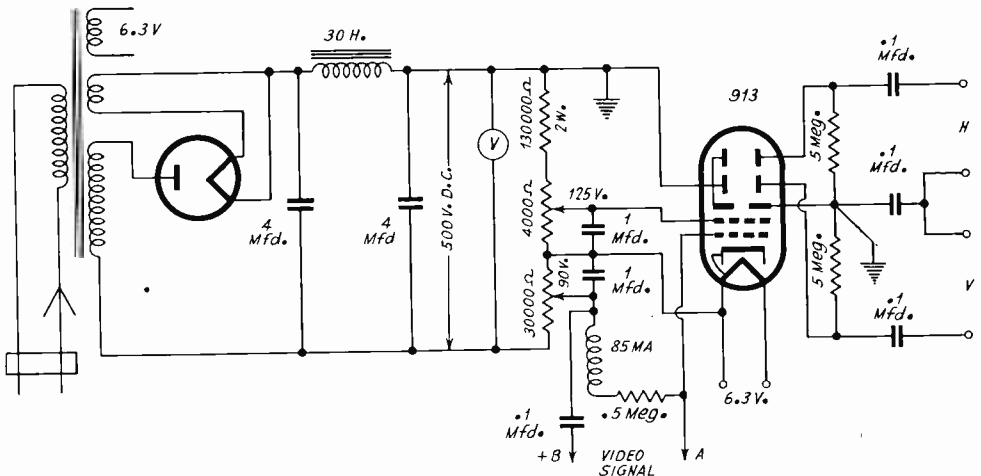 6.3 V
30 H.
4
Mfd.
4
Mfd
500 V. D.C.
V
130000Ω
2W.
4000Ω
30000Ω
125 V.
1
Mfd.
90 V.
1
Mfd.
85 MA
.5 Meg.
.1
Mfd.
+B
VIDEO
SIGNAL
A
913
6.3 V.
5 Meg.
5 Meg.
.1
Mfd.
H
.1
Mfd.
V
.1
Mfd.